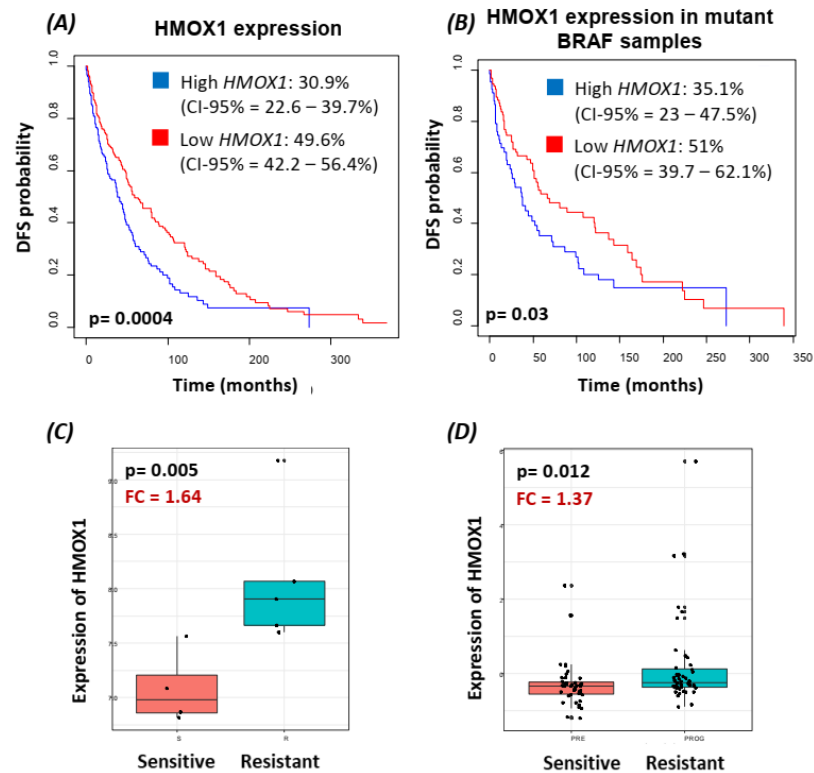 (A)
HMOX1 expression
High HMOX1: 30.9%
(CI-95% = 22.6 – 39.7%)
Low HMOX1: 49.6%
(CI-95% = 42.2 – 56.4%)
DFS probability
1.0
0.8
0.6
0.4
0.2
0.0
p= 0.0004
0 100 200 300
Time (months)
(B)
HMOX1 expression in mutant
BRAF samples
High HMOX1: 35.1%
(CI-95% = 23 – 47.5%)
Low HMOX1: 51%
(CI-95% = 39.7 – 62.1%)
DFS probability
1.0
0.8
0.6
0.4
0.2
0.0
p= 0.03
0 50 100 150 200 250 300 350
Time (months)
(C)
p= 0.005
FC = 1.64
Expression of HMOX1
S R
Sensitive Resistant
(D)
p= 0.012
FC = 1.37
Expression of HMOX1
PRE PROG
Sensitive Resistant